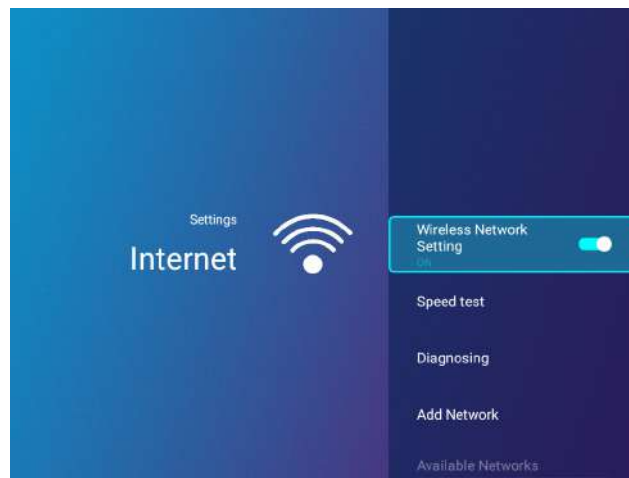 Settings
Internet
Wireless Network
Setting
ON
Speed test
Diagnosing
Add Network
Available Networks